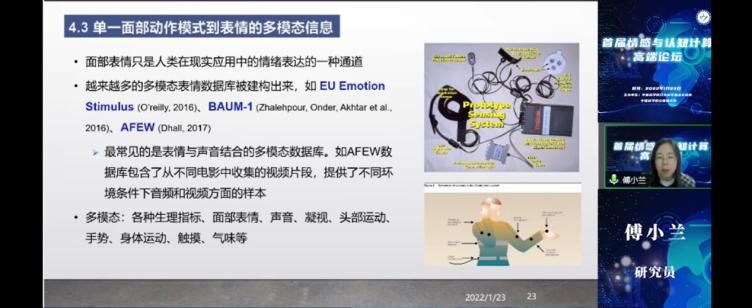 4.3 单一面部动作模式到表情的多模态信息
• 面部表情只是人类在现实应用中的情绪表达的一种通道
• 越来越多的多模态表情数据库被建构出来，如 EU Emotion
Stimulus (O'reilly, 2016)、BAUM-1 (Zhalehpour, Onder, Akhtar et al.,
2016)、AFEW (Dhall, 2017)
➢ 最常见的是表情与声音结合的多模态数据库。如AFEW数
据库包含了从不同电影中收集的视频片段，提供了不同环
境条件下音频和视频方面的样本
• 多模态：各种生理指标、面部表情、声音、凝视、头部运动、
手势、身体运动、触摸、气味等
Prototype
Sensing
System
2022/1/23
23
首届情感与认知计算
高端论坛
首届情感与认知计算
傅小兰
傅小兰
研究员